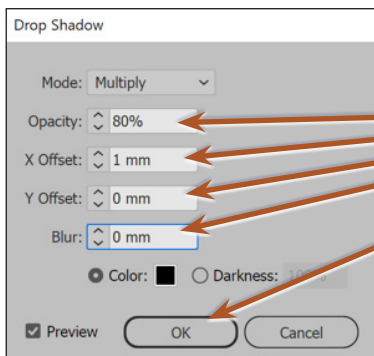 Drop Shadow
Mode: Multiply
Opacity: 80%
X Offset: 1 mm
Y Offset: 0 mm
Blur: 0 mm
Color: Darkness: 100%
Preview OK Cancel